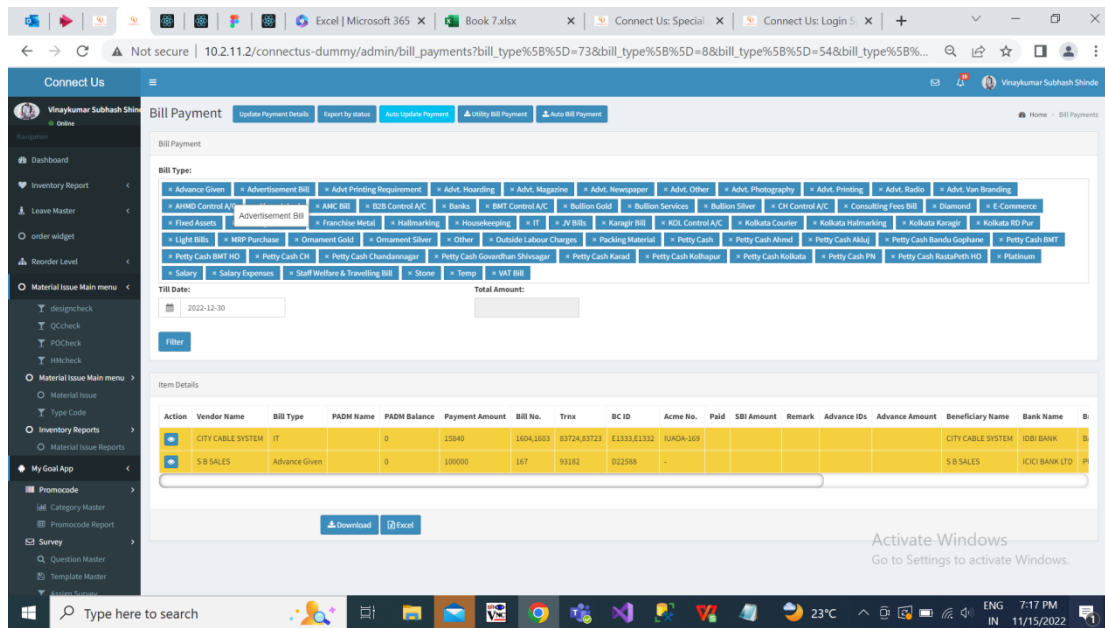 Excel | Microsoft 365 × Book 7.xlsx × Connect Us: Special × Connect Us: Login S × +
Not secure | 10.2.11.2/connectus-dummy/admin/bill_payments?bill_type%5B%5D=73&bill_type%5B%5D=8&bill_type%5B%5D=54&bill_type%5B%...
Connect Us
Vinaykumar Subhash Shinde
Vinaykumar Subhash Shin
Online
Navigation
Bill Payment Update Payment Details Export by status Auto Update Payment Utility Bill Payment Auto Bill Payment
Home > Bill Payments
Dashboard
Inventory Report
Leave Master
order widget
Reorder Level
Material Issue Main menu
designcheck
QCcheck
POCheck
HMcheck
Material Issue Main menu
Material Issue
Type Code
Inventory Reports
Material Issue Reports
My Goal App
Promocode
Category Master
Promocode Report
Survey
Question Master
Template Master
Assign Survey
Bill Payment
Bill Type:
× Advance Given × Advertisement Bill × Advt Printing Requirement × Advt. Hoarding × Advt. Magazine × Advt. Newspaper × Advt. Other × Advt. Photography × Advt. Printing × Advt. Radio × Advt. Van Branding
× AHMD Control A/C × AMC Bill × B2B Control A/C × Banks × BMT Control A/C × Bullion Gold × Bullion Services × Bullion Silver × CH Control A/C × Consulting Fees Bill × Diamond × E-Commerce
Advertisement Bill
× Fixed Assets × Franchise Metal × Hallmarking × Housekeeping × IT × JV Bills × Karagir Bill × KOL Control A/C × Kolkata Courier × Kolkata Halmarking × Kolkata Karagir × Kolkata RD Pur
× Light Bills × MRP Purchase × Ornament Gold × Ornament Silver × Other × Outside Labour Charges × Packing Material × Petty Cash × Petty Cash Ahmd × Petty Cash Akluj × Petty Cash Bandu Gophane × Petty Cash BMT
× Petty Cash BMT HO × Petty Cash CH × Petty Cash Chandannagar × Petty Cash Govardhan Shivsagar × Petty Cash Karad × Petty Cash Kolhapur × Petty Cash Kolkata × Petty Cash PN × Petty Cash RastaPeth HO × Platinum
× Salary × Salary Expenses × Staff Welfare & Travelling Bill × Stone × Temp × VAT Bill
Till Date: Total Amount:
2022-12-30
Filter
Item Details
Action Vendor Name Bill Type PADM Name PADM Balance Payment Amount Bill No. Trnx BC ID Acme No. Paid SBI Amount Remark Advance IDs Advance Amount Beneficiary Name Bank Name
CITY CABLE SYSTEM IT 0 15840 1604,1603 83724,83723 E1333,E1332 IUAOA-169 CITY CABLE SYSTEM IDBI BANK
S B SALES Advance Given 0 100000 167 93182 D22588 - S B SALES ICICI BANK LTD
Download Excel
Activate Windows
Go to Settings to activate Windows.
Type here to search 23°C ENG 7:17 PM
IN 11/15/2022